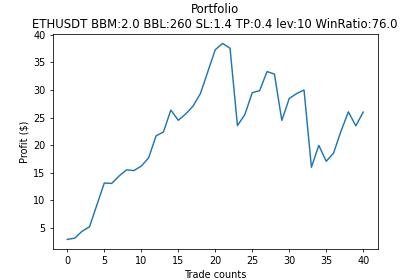 Portfolio
ETHUSDT BBM:2.0 BBL:260 SL:1.4 TP:0.4 lev:10 WinRatio:76.0
40
35
30
25
20
15
10
5
Profit ($)
0 5 10 15 20 25 30 35 40
Trade counts